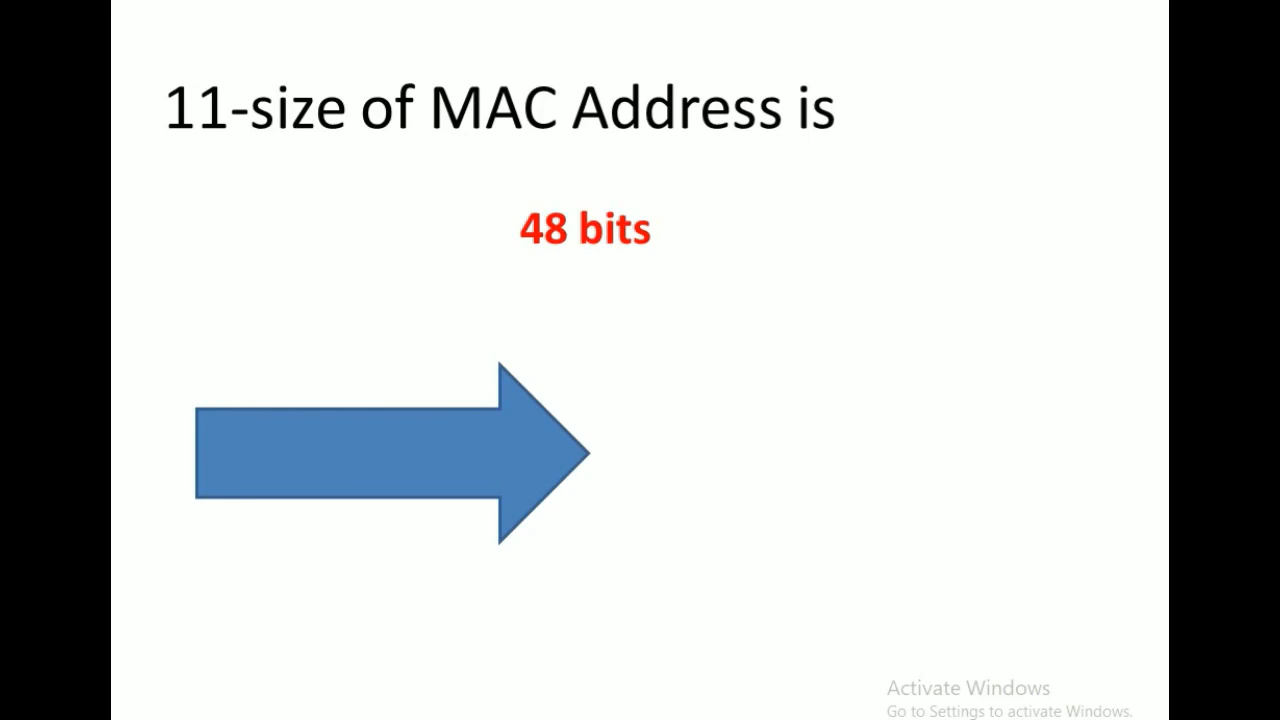 11-size of MAC Address is
48 bits
Activate Windows
Go to Settings to activate Windows.